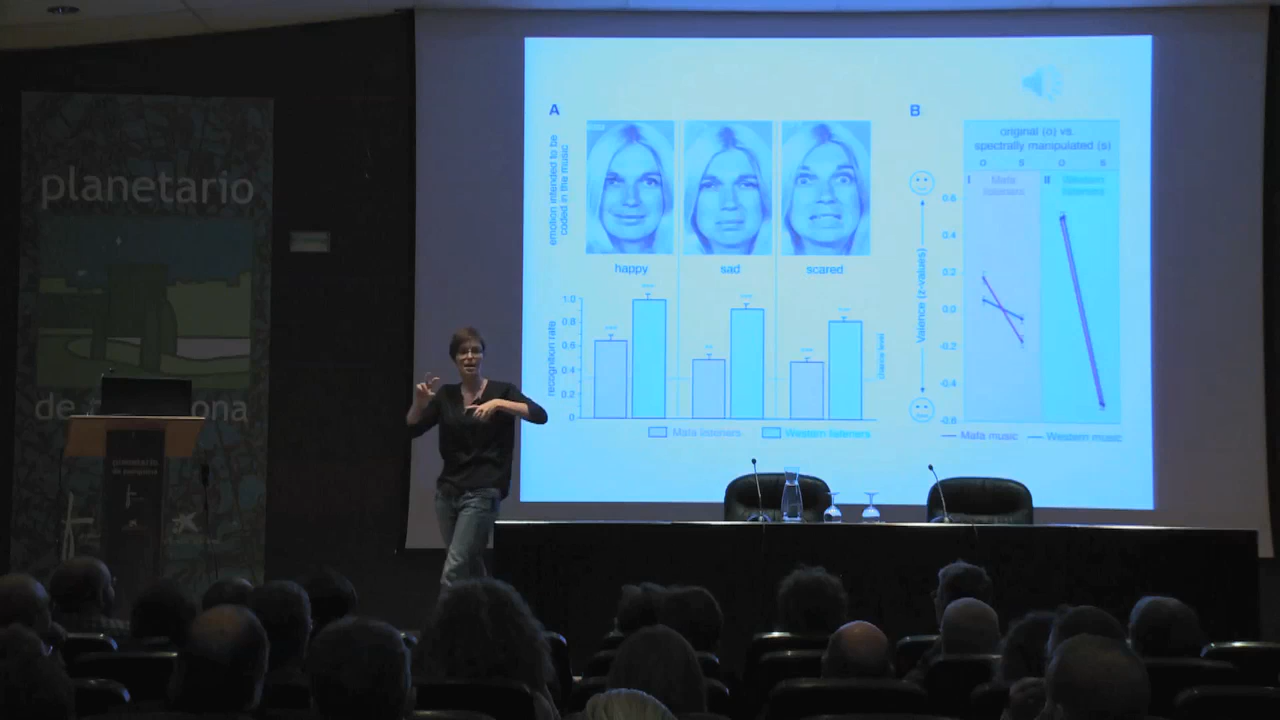 planetario
de
ona
A
B
emotion intended to be
coded in the music
happy
sad
scared
recognition rate
1.0
0.8
0.6
0.4
0.2
0
***
***
**
***
***
***
chance level
Mafa listeners
Western listeners
original (o) vs.
spectrally manipulated (s)
o s o s
I Mafa
listeners
II Western
listeners
Valence (z-values)
0.6
0.4
0.2
0.0
-0.2
-0.4
-0.8
Mafa music
Western music